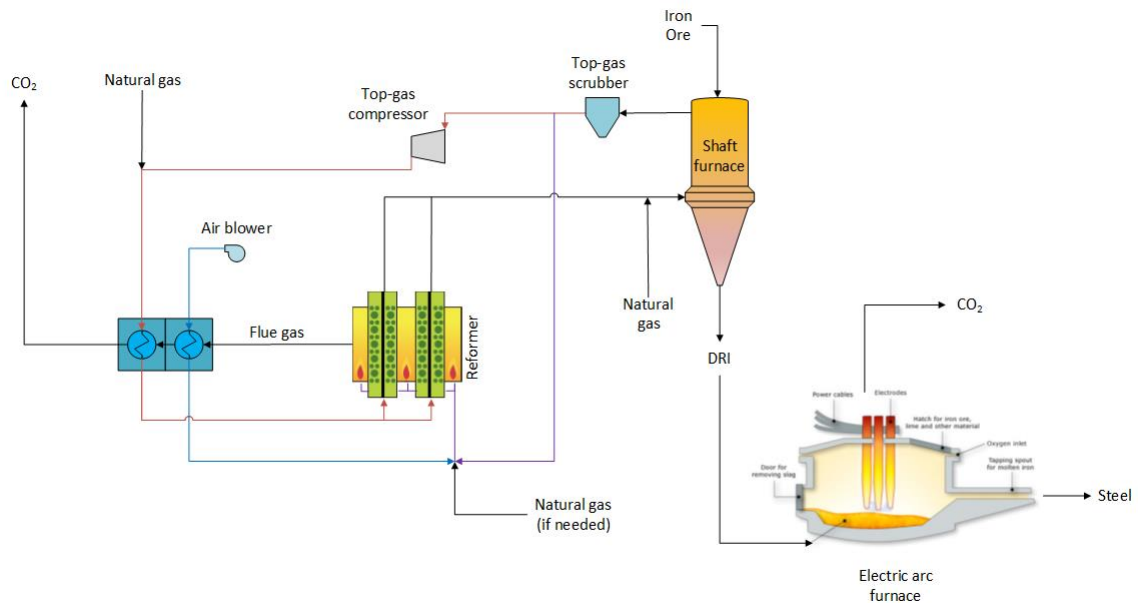 Iron
Ore
CO₂
Natural gas
Top-gas
compressor
Top-gas
scrubber
Shaft
furnace
Air blower
Flue gas
Reformer
Natural
gas
DRI
CO₂
Natural gas
(if needed)
Power cables
Electrodes
Hatch for iron ore,
lime and other material
Oxygen inlet
Tapping spout
for molten iron
Door for
removing slag
Steel
Electric arc
furnace